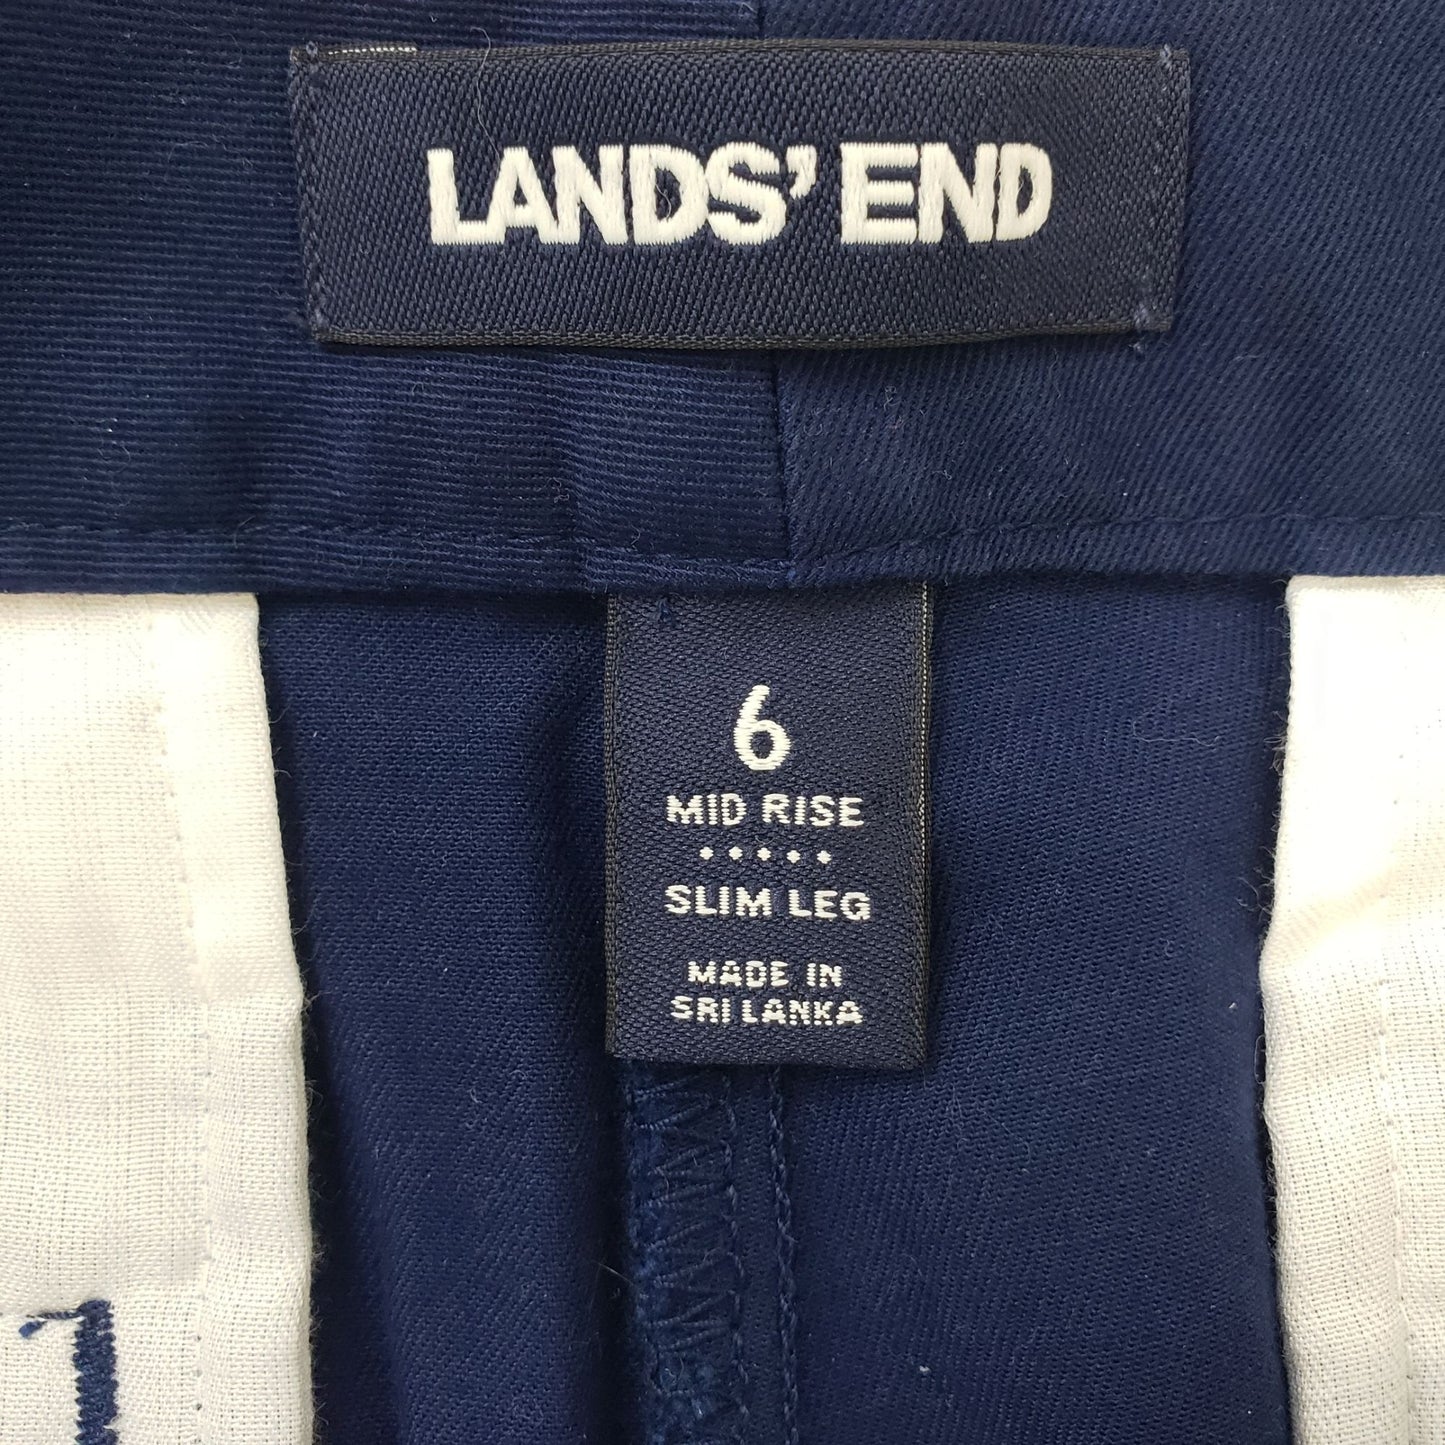 LANDS' END
6
MID RISE
•••••
SLIM LEG
MADE IN
SRI LANKA